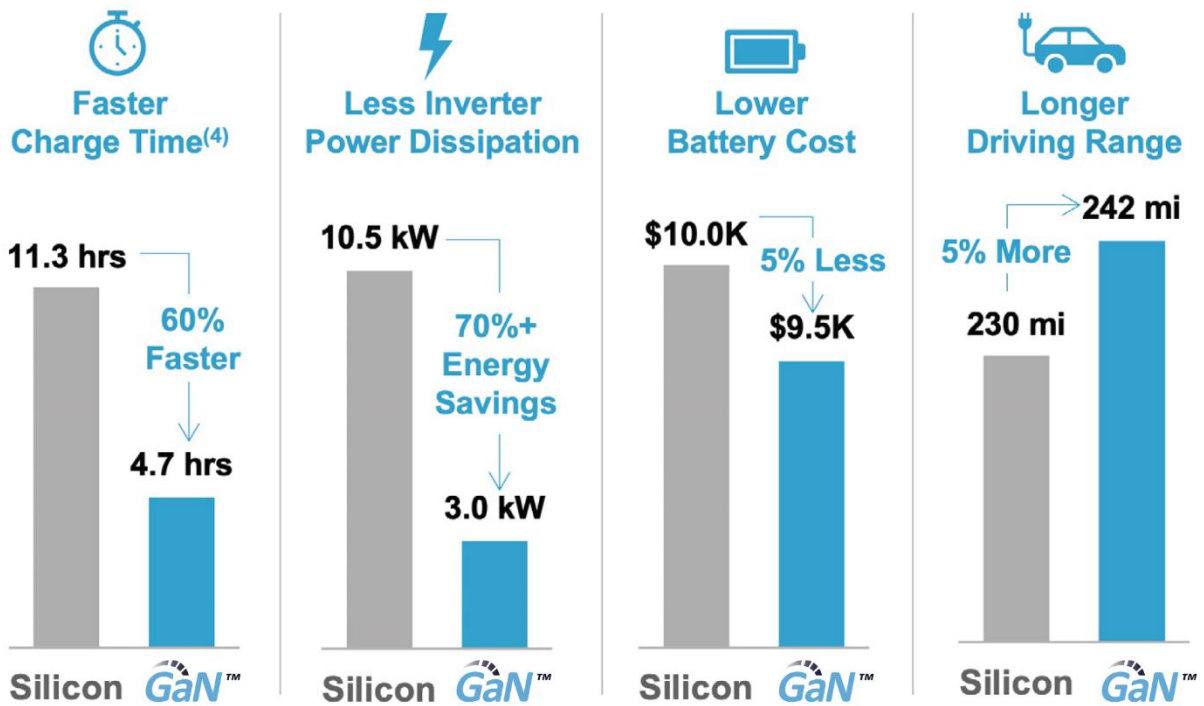 Faster
Charge Time(4)
11.3 hrs
60%
Faster
4.7 hrs
Silicon GaN™
Less Inverter
Power Dissipation
10.5 kW
70%+
Energy
Savings
3.0 kW
Silicon GaN™
Lower
Battery Cost
$10.0K
5% Less
$9.5K
Silicon GaN™
Longer
Driving Range
242 mi
5% More
230 mi
Silicon GaN™